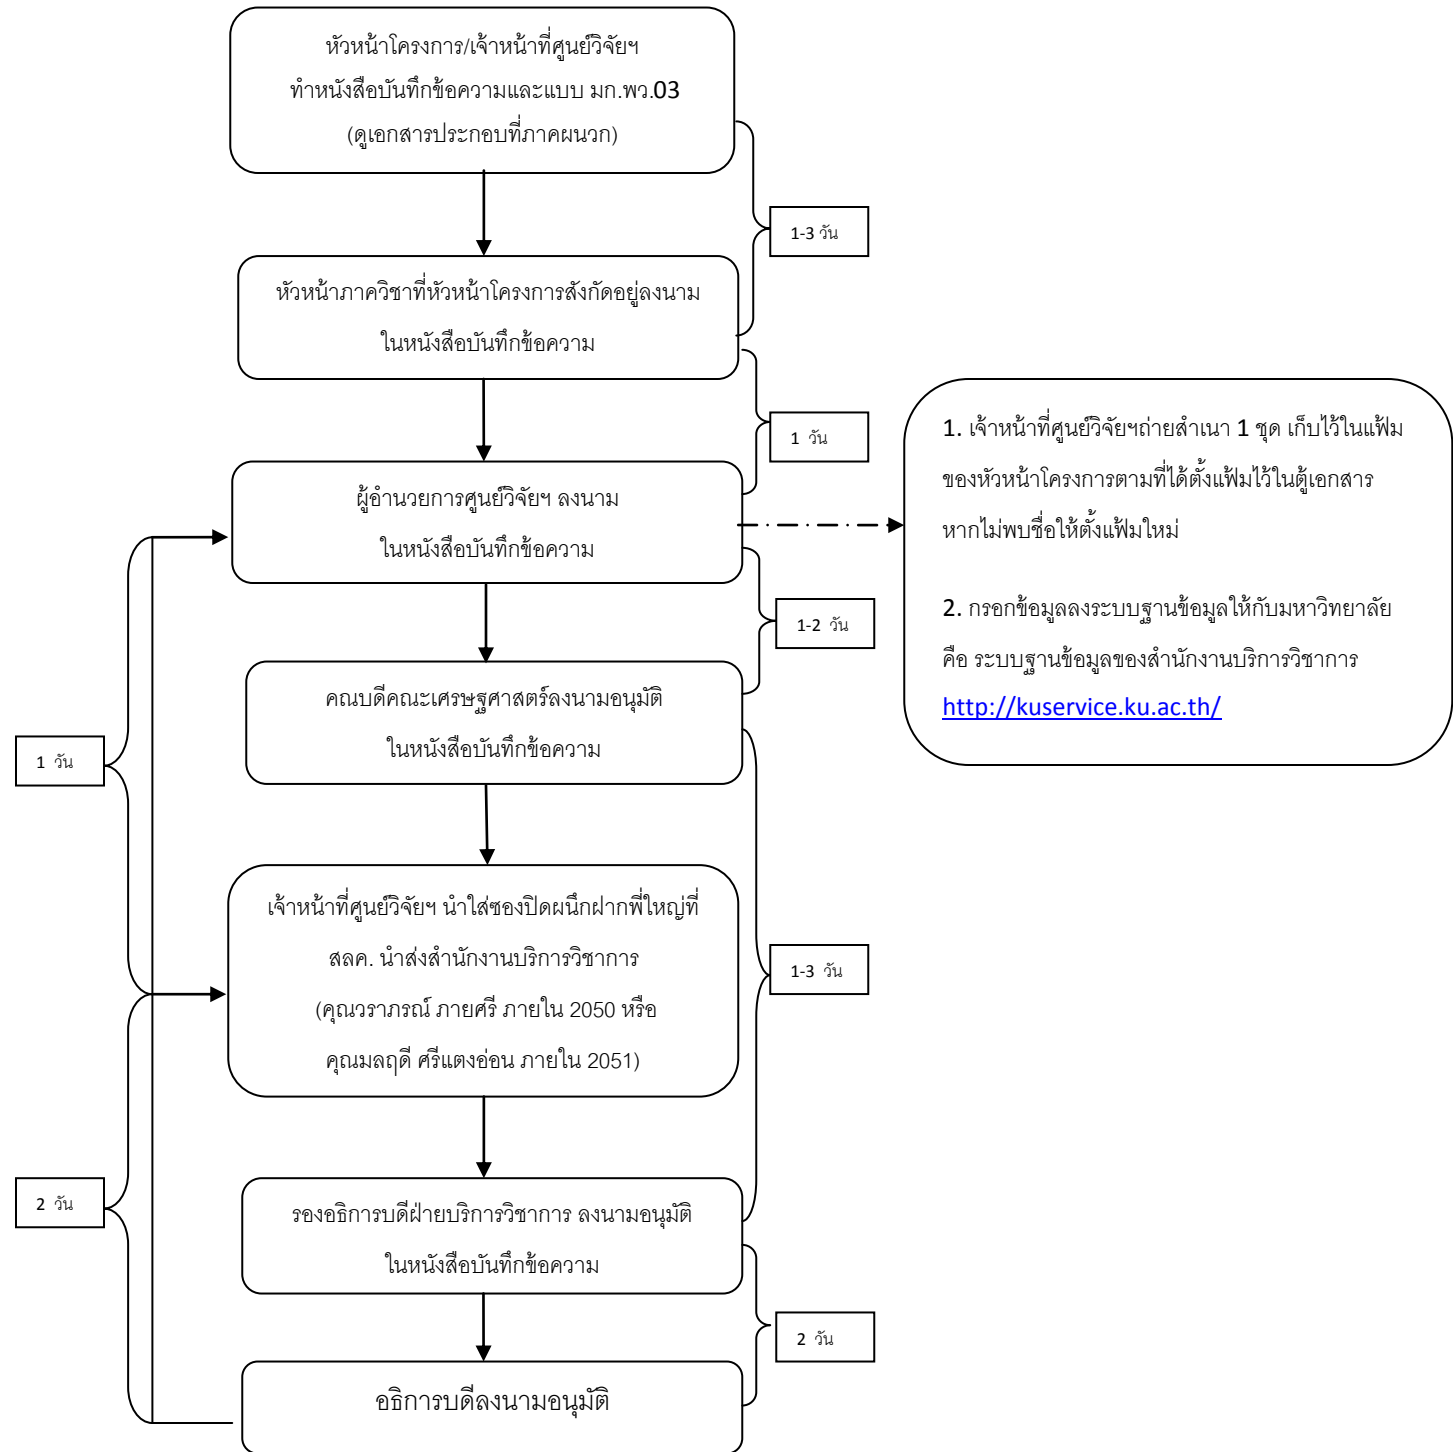 หัวหน้าโครงการ/เจ้าหน้าที่ศูนย์วิจัยฯ
ทำหนังสือบันทึกข้อความและแบบ มก.พว.03
(ดูเอกสารประกอบที่ภาคผนวก)
1-3 วัน
หัวหน้าภาควิชาที่หัวหน้าโครงการสังกัดอยู่ลงนาม
ในหนังสือบันทึกข้อความ
1 วัน
ผู้อำนวยการศูนย์วิจัยฯ ลงนาม
ในหนังสือบันทึกข้อความ
1. เจ้าหน้าที่ศูนย์วิจัยฯถ่ายสำเนา 1 ชุด เก็บไว้ในแฟ้ม
ของหัวหน้าโครงการตามที่ได้ตั้งแฟ้มไว้ในตู้เอกสาร
หากไม่พบชื่อให้ตั้งแฟ้มใหม่
2. กรอกข้อมูลลงระบบฐานข้อมูลให้กับมหาวิทยาลัย
คือ ระบบฐานข้อมูลของสำนักงานบริการวิชาการ
http://kuservice.ku.ac.th/
1-2 วัน
คณบดีคณะเศรษฐศาสตร์ลงนามอนุมัติ
ในหนังสือบันทึกข้อความ
1 วัน
เจ้าหน้าที่ศูนย์วิจัยฯ นำใส่ซองปิดผนึกฝากพี่ใหญ่ที่
สลค. นำส่งสำนักงานบริการวิชาการ
(คุณวราภรณ์ ภายศรี ภายใน 2050 หรือ
คุณมลฤดี ศรีแตงอ่อน ภายใน 2051)
1-3 วัน
2 วัน
รองอธิการบดีฝ่ายบริการวิชาการ ลงนามอนุมัติ
ในหนังสือบันทึกข้อความ
2 วัน
อธิการบดีลงนามอนุมัติ